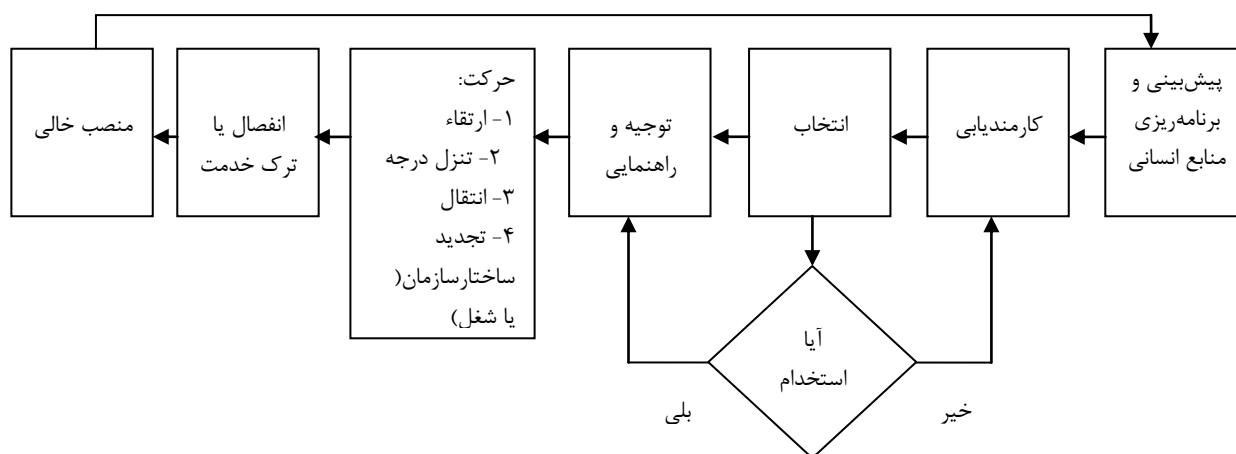 پیش‌بینی و
برنامه‌ریزی
منابع انسانی
کارمندیابی
انتخاب
توجیه و
راهنمایی
حرکت:
۱- ارتقاء
۲- تنزل درجه
۳- انتقال
۴- تجدید
ساختارسازمان(
یا شغل)
انفصال یا
ترک خدمت
منصب خالی
آیا
استخدام
خیر
بلی